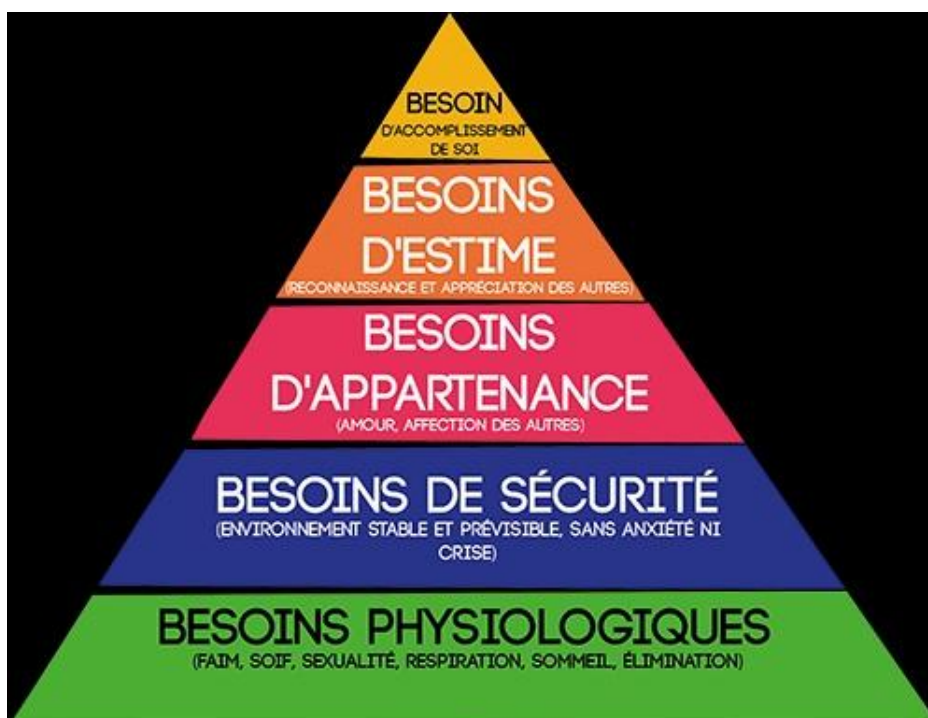 BESOIN
D'ACCOMPLISSEMENT
DE SOI
BESOINS
D'ESTIME
(RECONNAISSANCE ET APPRÉCIATION DES AUTRES)
BESOINS
D'APPARTENANCE
(AMOUR, AFFECTION DES AUTRES)
BESOINS DE SÉCURITÉ
(ENVIRONNEMENT STABLE ET PRÉVISIBLE, SANS ANXIÉTÉ NI
CRISE)
BESOINS PHYSIOLOGIQUES
(FAIM, SOIF, SEXUALITÉ, RESPIRATION, SOMMEIL, ÉLIMINATION)